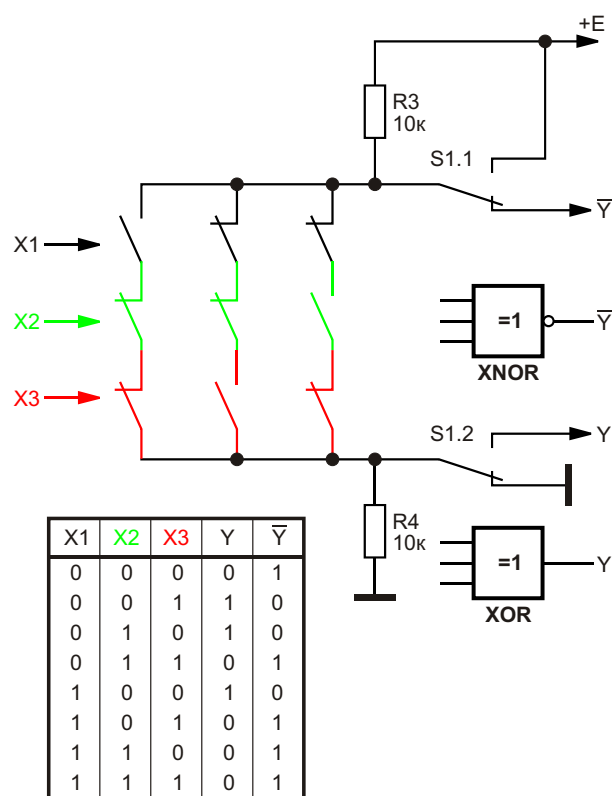 +E
R3
10к
S1.1
Y̅
X1
X2
=1
Y̅
XNOR
X3
S1.2
Y
R4
10к
=1
Y
XOR
X1 X2 X3 Y Y̅
0 0 0 0 1
0 0 1 1 0
0 1 0 1 0
0 1 1 0 1
1 0 0 1 0
1 0 1 0 1
1 1 0 0 1
1 1 1 0 1